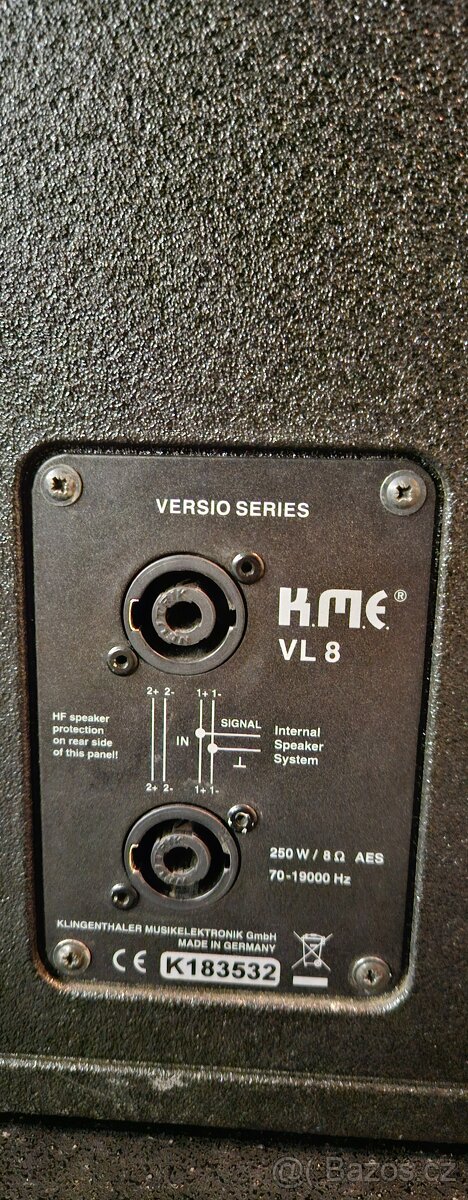 VERSIO SERIES
K.M.E.®
VL 8
2+ 2- 1+ 1-
HF speaker
protection
on rear side
of this panel!
IN
SIGNAL
Internal
Speaker
System
2+ 2- 1+ 1-
250 W / 8 Ω AES
70-19000 Hz
KLINGENTHALER MUSIKELEKTRONIK GmbH
MADE IN GERMANY
CE K183532
@( Bazos.cz